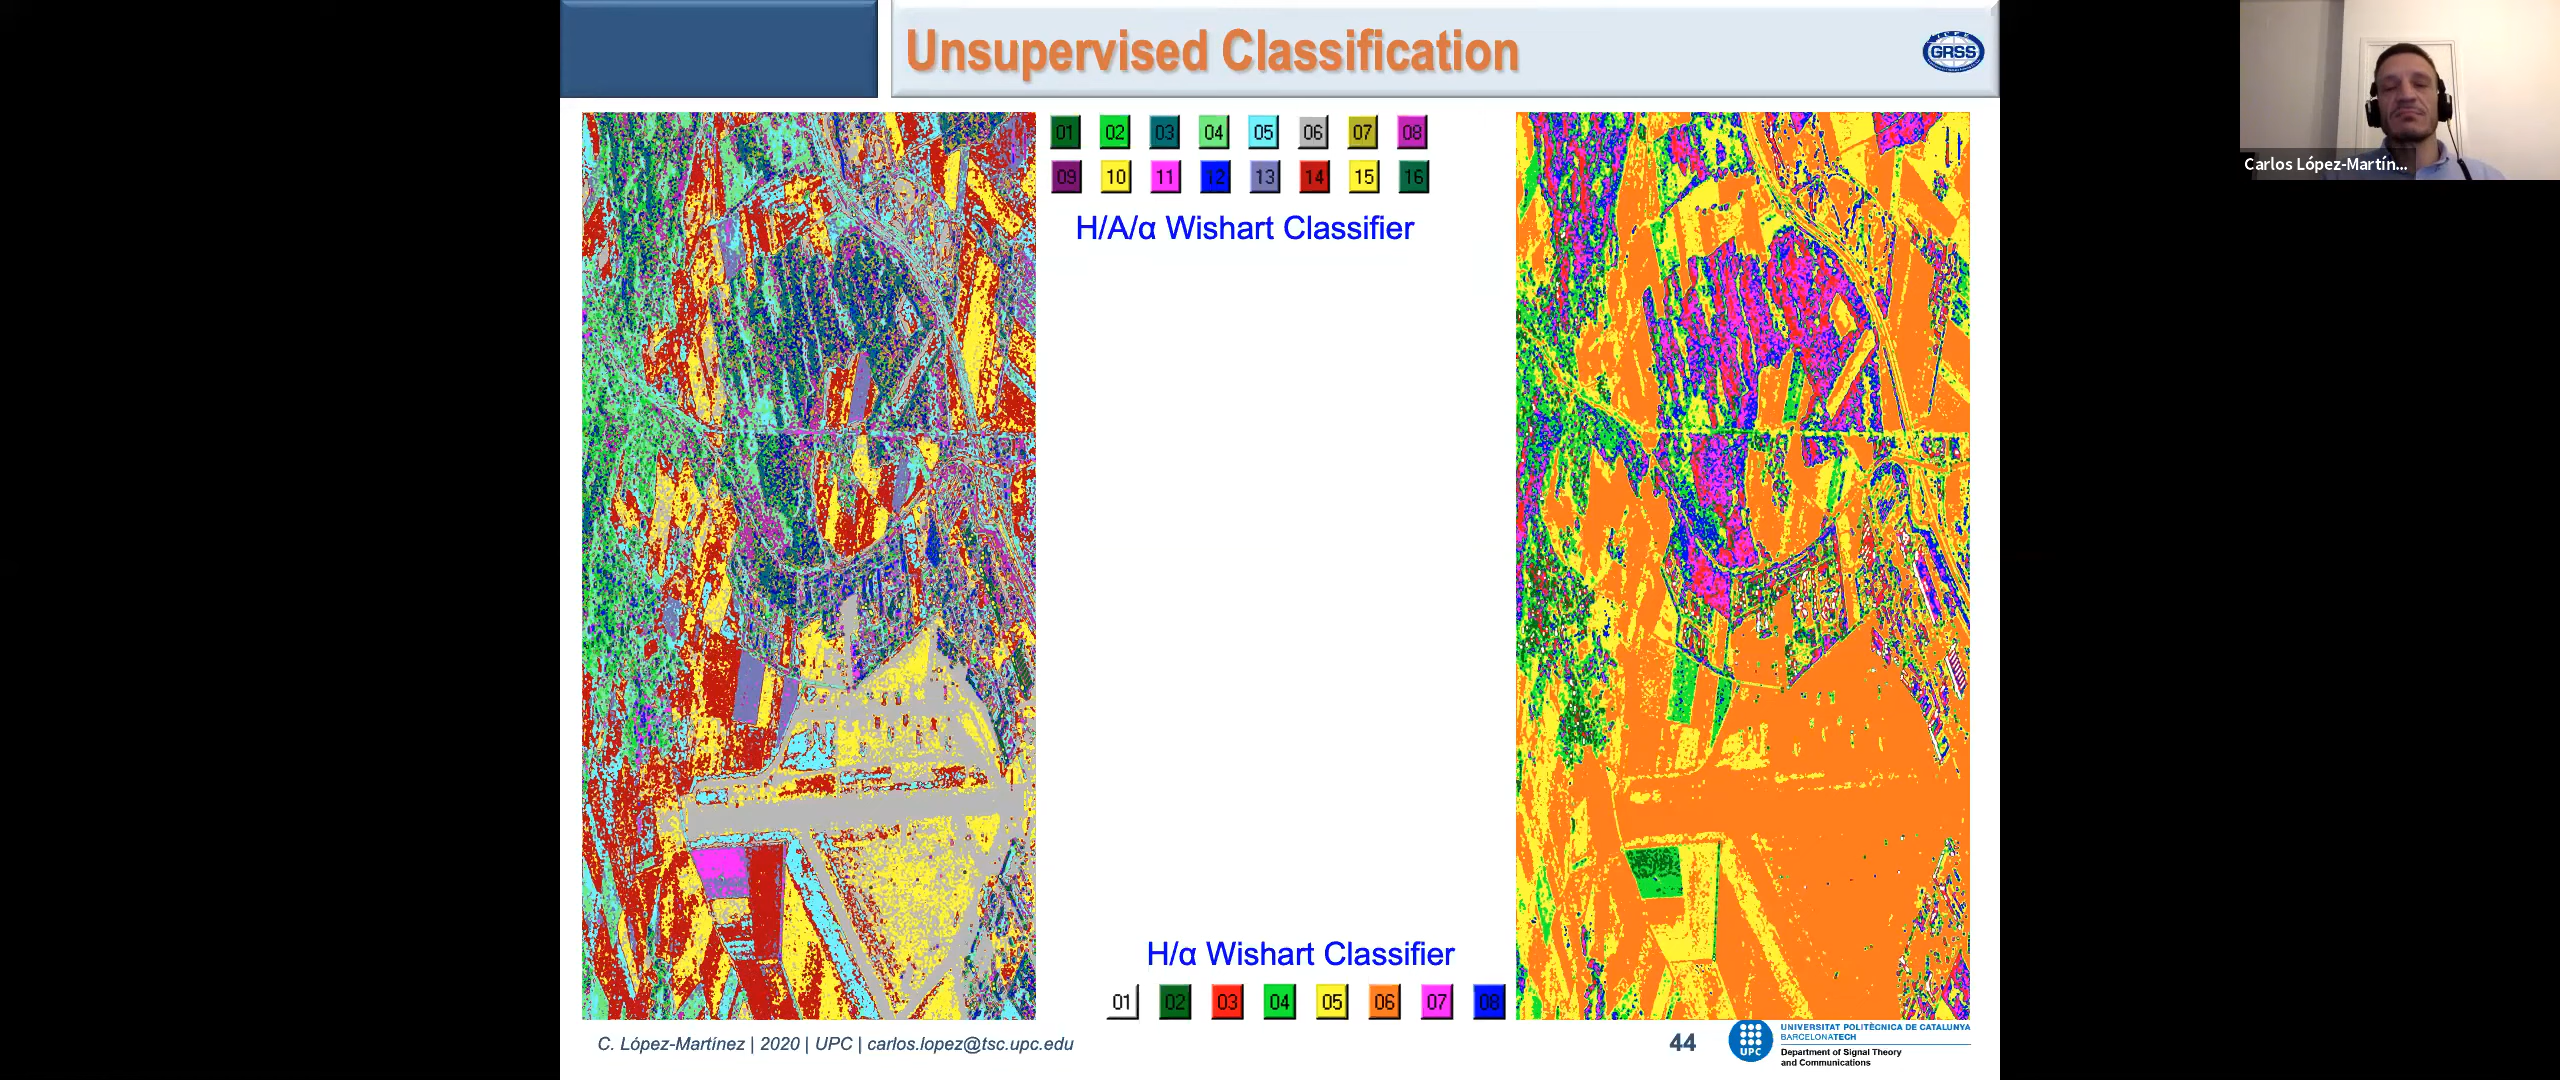 Unsupervised Classification
GRSS
01 02 03 04 05 06 07 08
09 10 11 12 13 14 15 16
H/A/α Wishart Classifier
H/α Wishart Classifier
01 02 03 04 05 06 07 08
C. López-Martínez | 2020 | UPC | carlos.lopez@tsc.upc.edu
44
UPC
UNIVERSITAT POLITÈCNICA DE CATALUNYA
BARCELONATECH
Department of Signal Theory
and Communications
Carlos López-Martín...